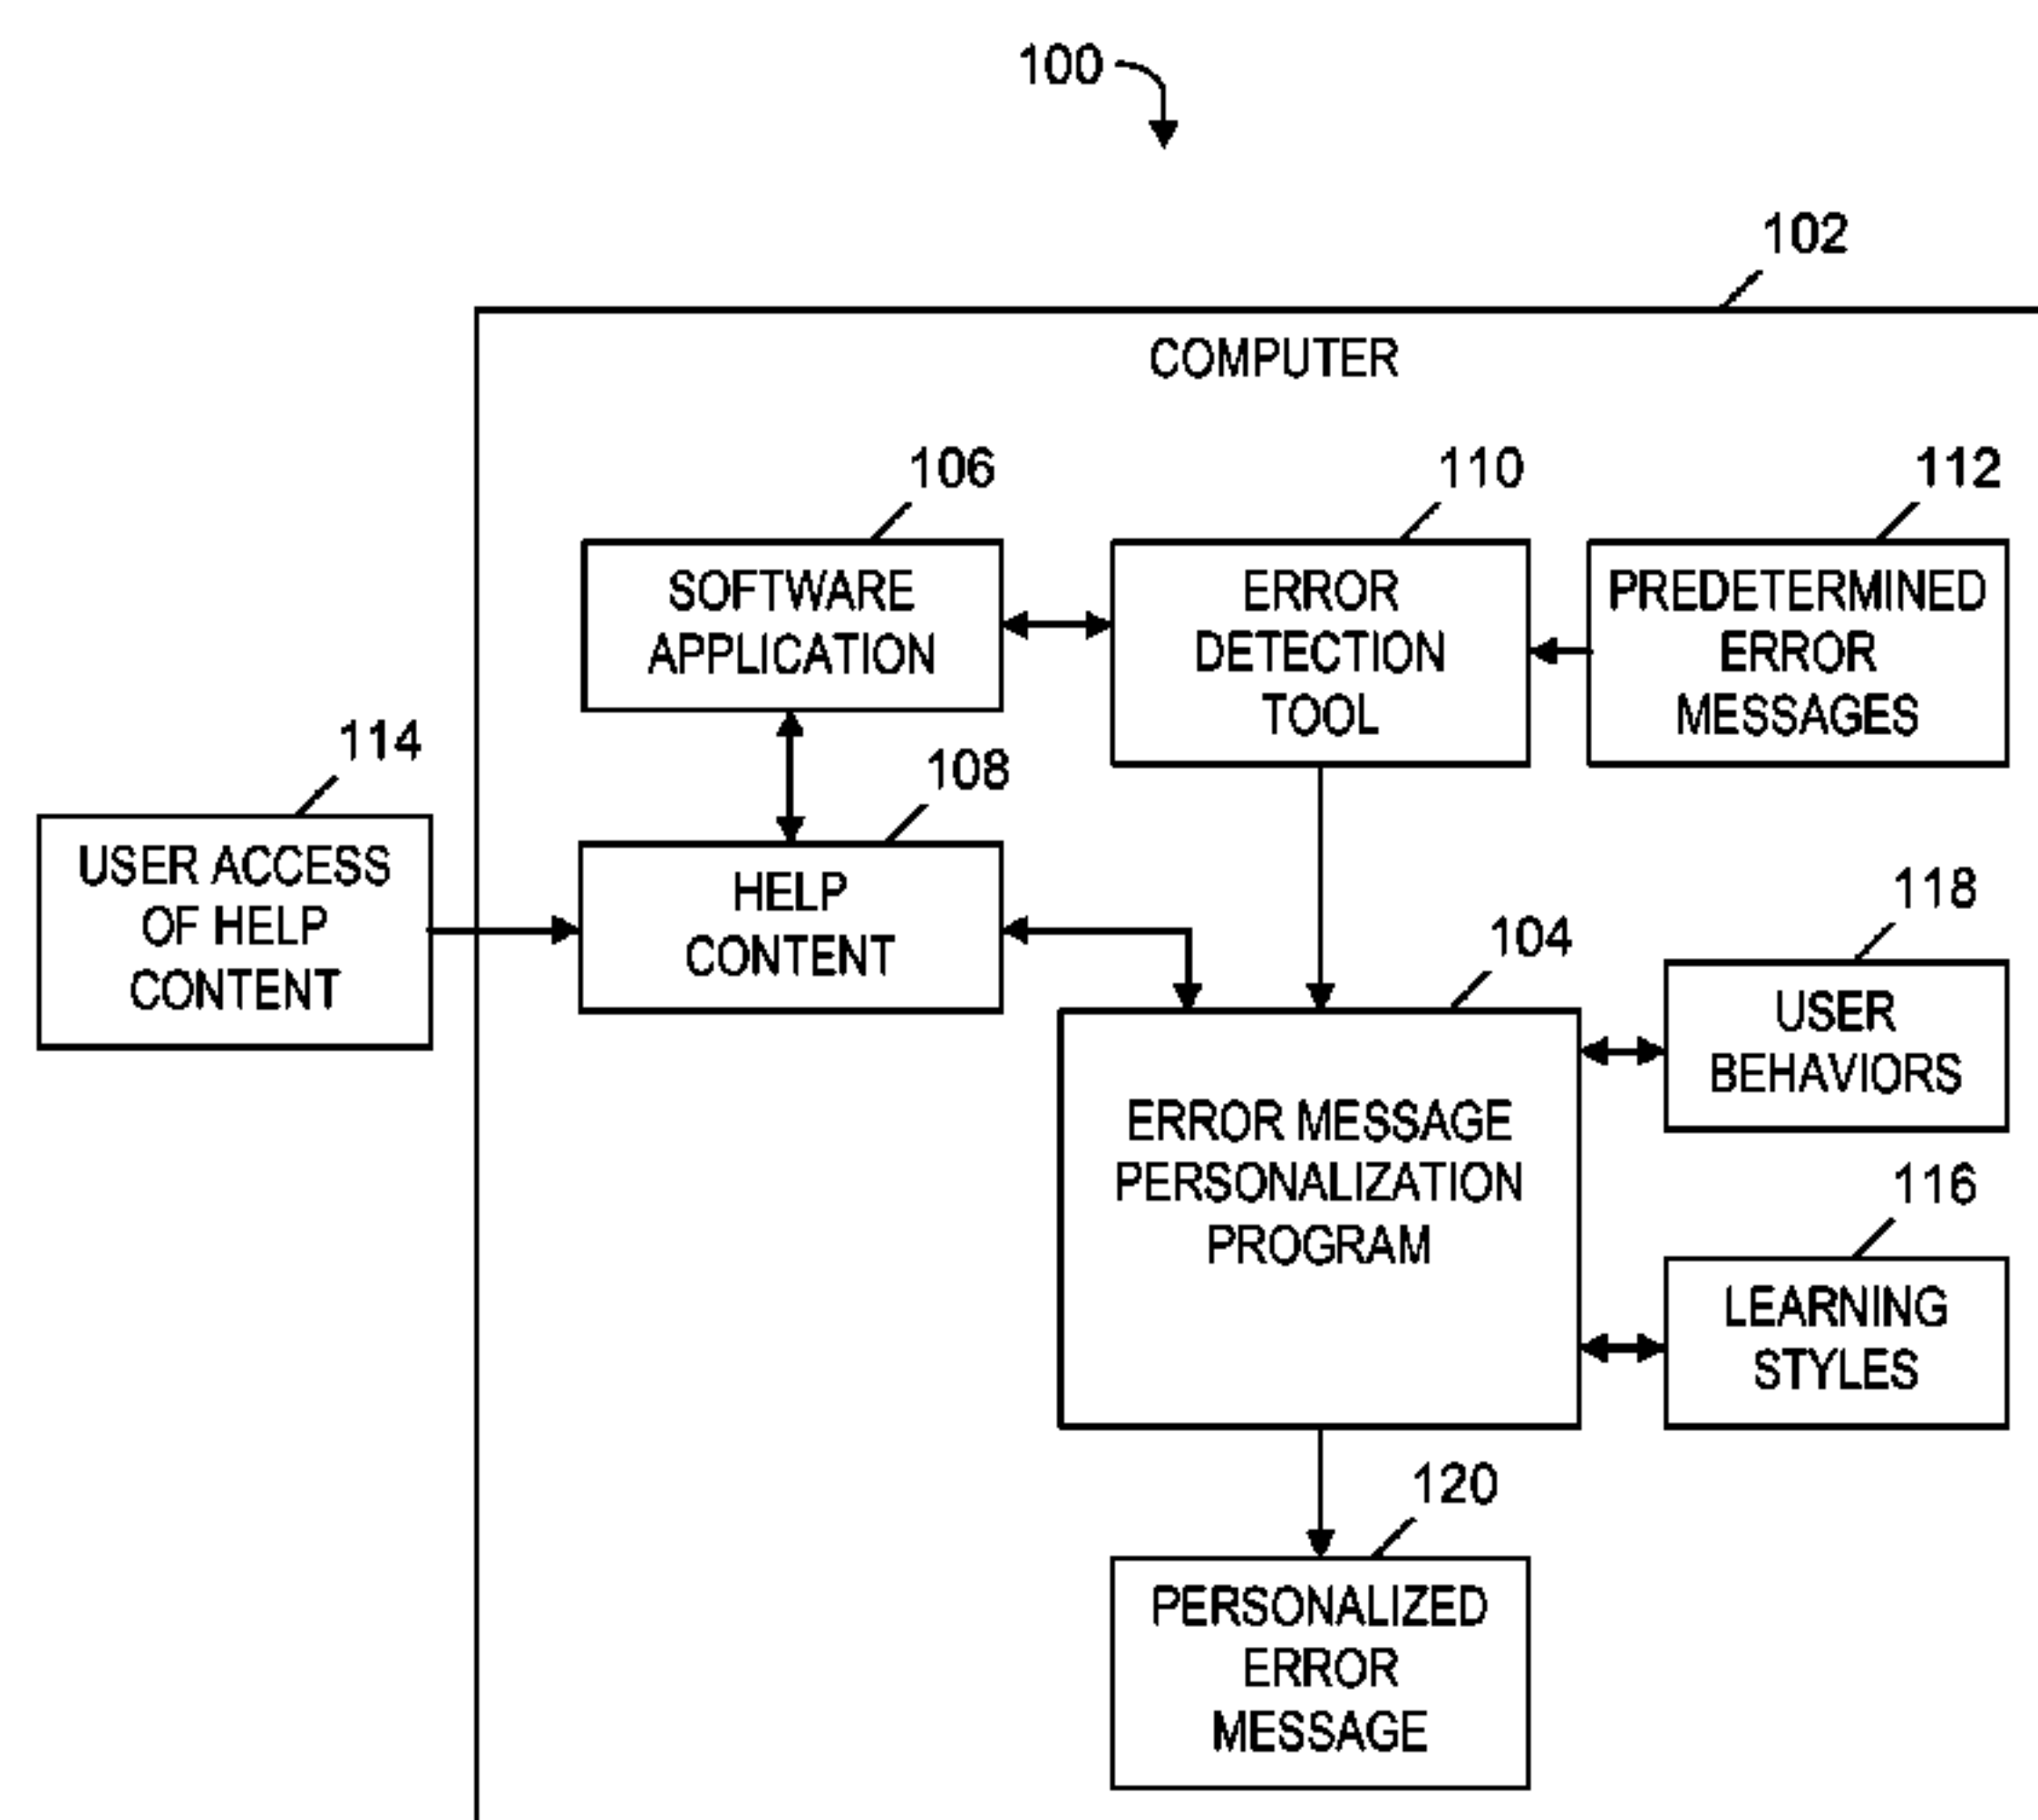 100
102
COMPUTER
106
110
112
SOFTWARE
APPLICATION
ERROR
DETECTION
TOOL
PREDETERMINED
ERROR
MESSAGES
114
108
USER ACCESS
OF HELP
CONTENT
HELP
CONTENT
118
104
USER
BEHAVIORS
ERROR MESSAGE
PERSONALIZATION
PROGRAM
116
LEARNING
STYLES
120
PERSONALIZED
ERROR
MESSAGE